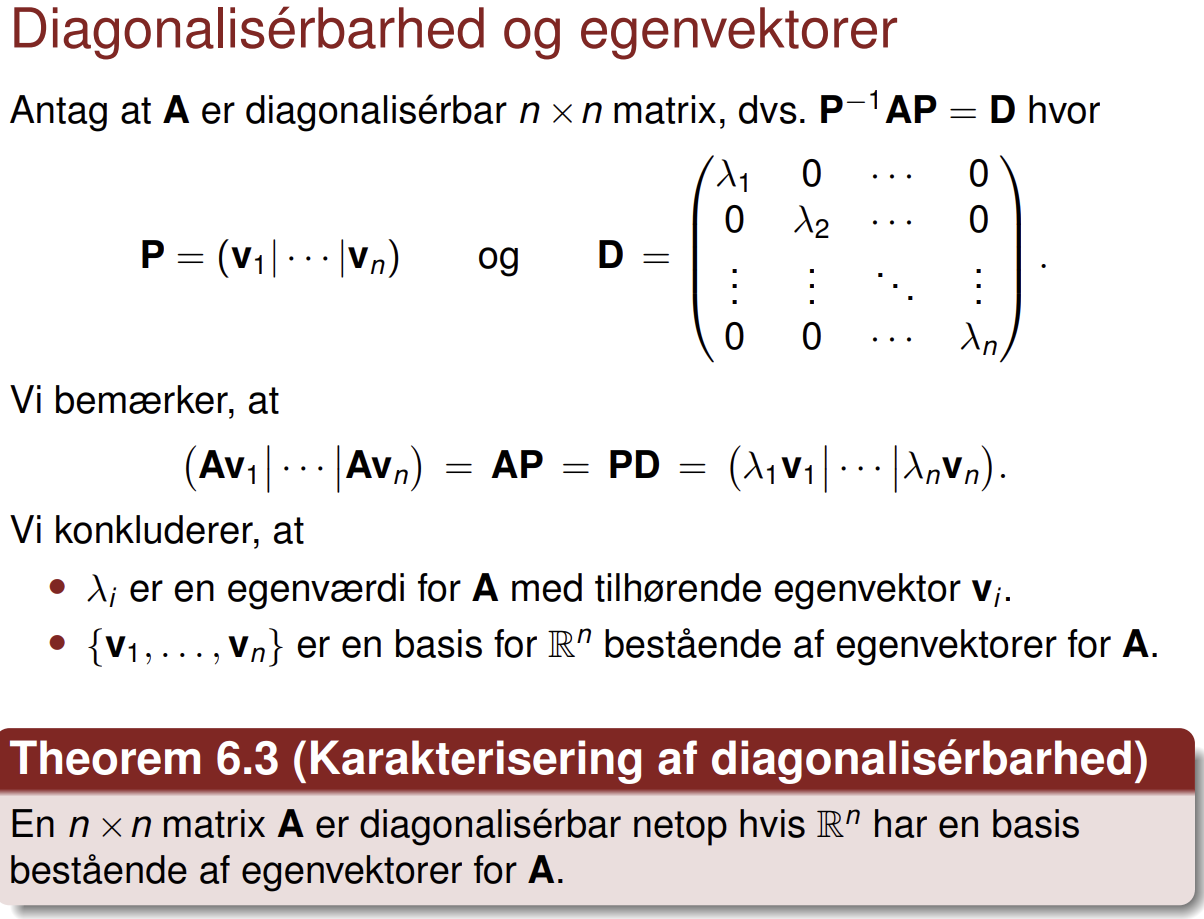 Diagonalisérbarhed og egenvektorer
Antag at A er diagonalisérbar n × n matrix, dvs. P⁻¹AP = D hvor
P = (v₁| ⋯ |vₙ) og D = 
⎛λ₁ 0 ⋯ 0⎞
⎜0 λ₂ ⋯ 0⎟
⎜⋮ ⋮ ⋱ ⋮⎟ .
⎝0 0 ⋯ λₙ⎠
Vi bemærker, at
(Av₁| ⋯ |Avₙ) = AP = PD = (λ₁v₁| ⋯ |λₙvₙ).
Vi konkluderer, at
• λᵢ er en egenværdi for A med tilhørende egenvektor vᵢ.
• {v₁, …, vₙ} er en basis for ℝⁿ bestående af egenvektorer for A.
Theorem 6.3 (Karakterisering af diagonalisérbarhed)
En n × n matrix A er diagonalisérbar netop hvis ℝⁿ har en basis
bestående af egenvektorer for A.